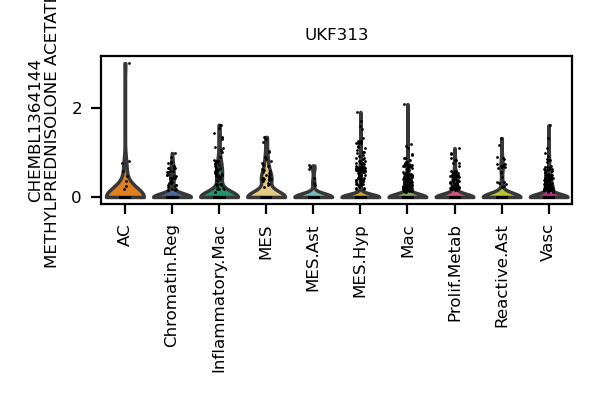 UKF313
CHEMBL1364144
METHYLPREDNISOLONE ACETAT
2
0
AC
Chromatin.Reg
Inflammatory.Mac
MES
MES.Ast
MES.Hyp
Mac
Prolif.Metab
Reactive.Ast
Vasc